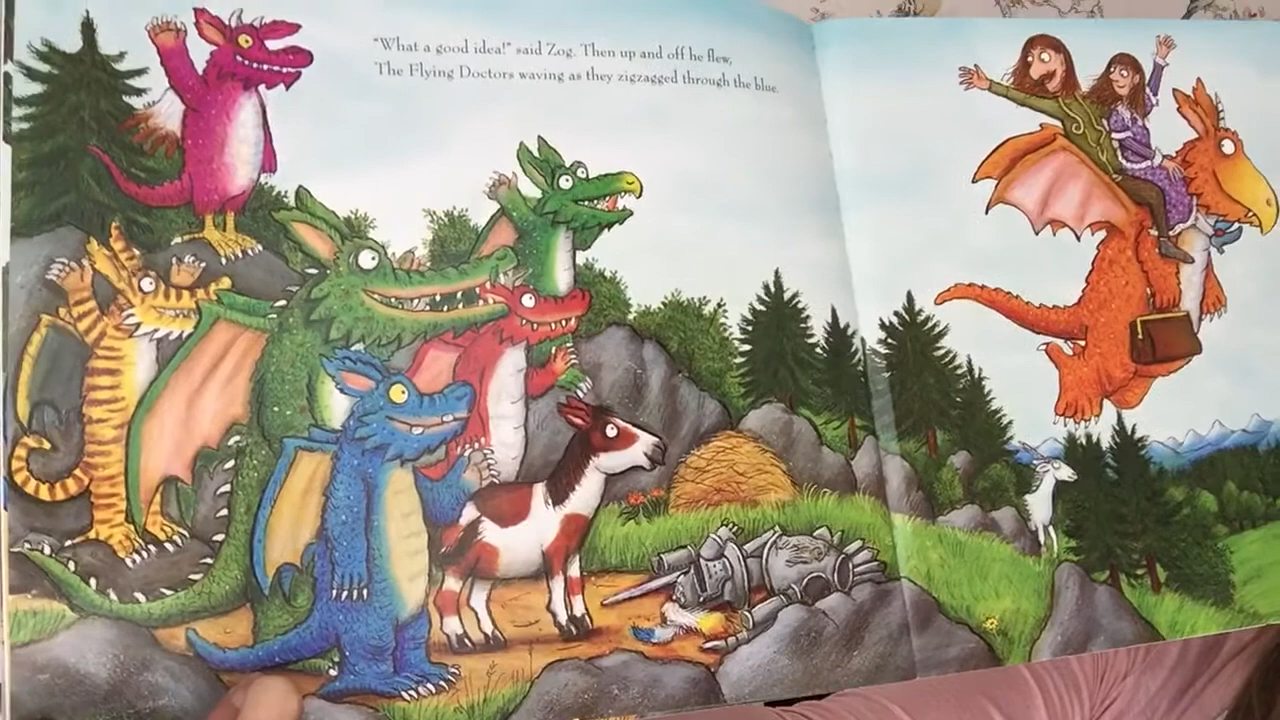 "What a good idea!" said Zog. Then up and off he flew,
The Flying Doctors waving as they zigzagged through the blue.